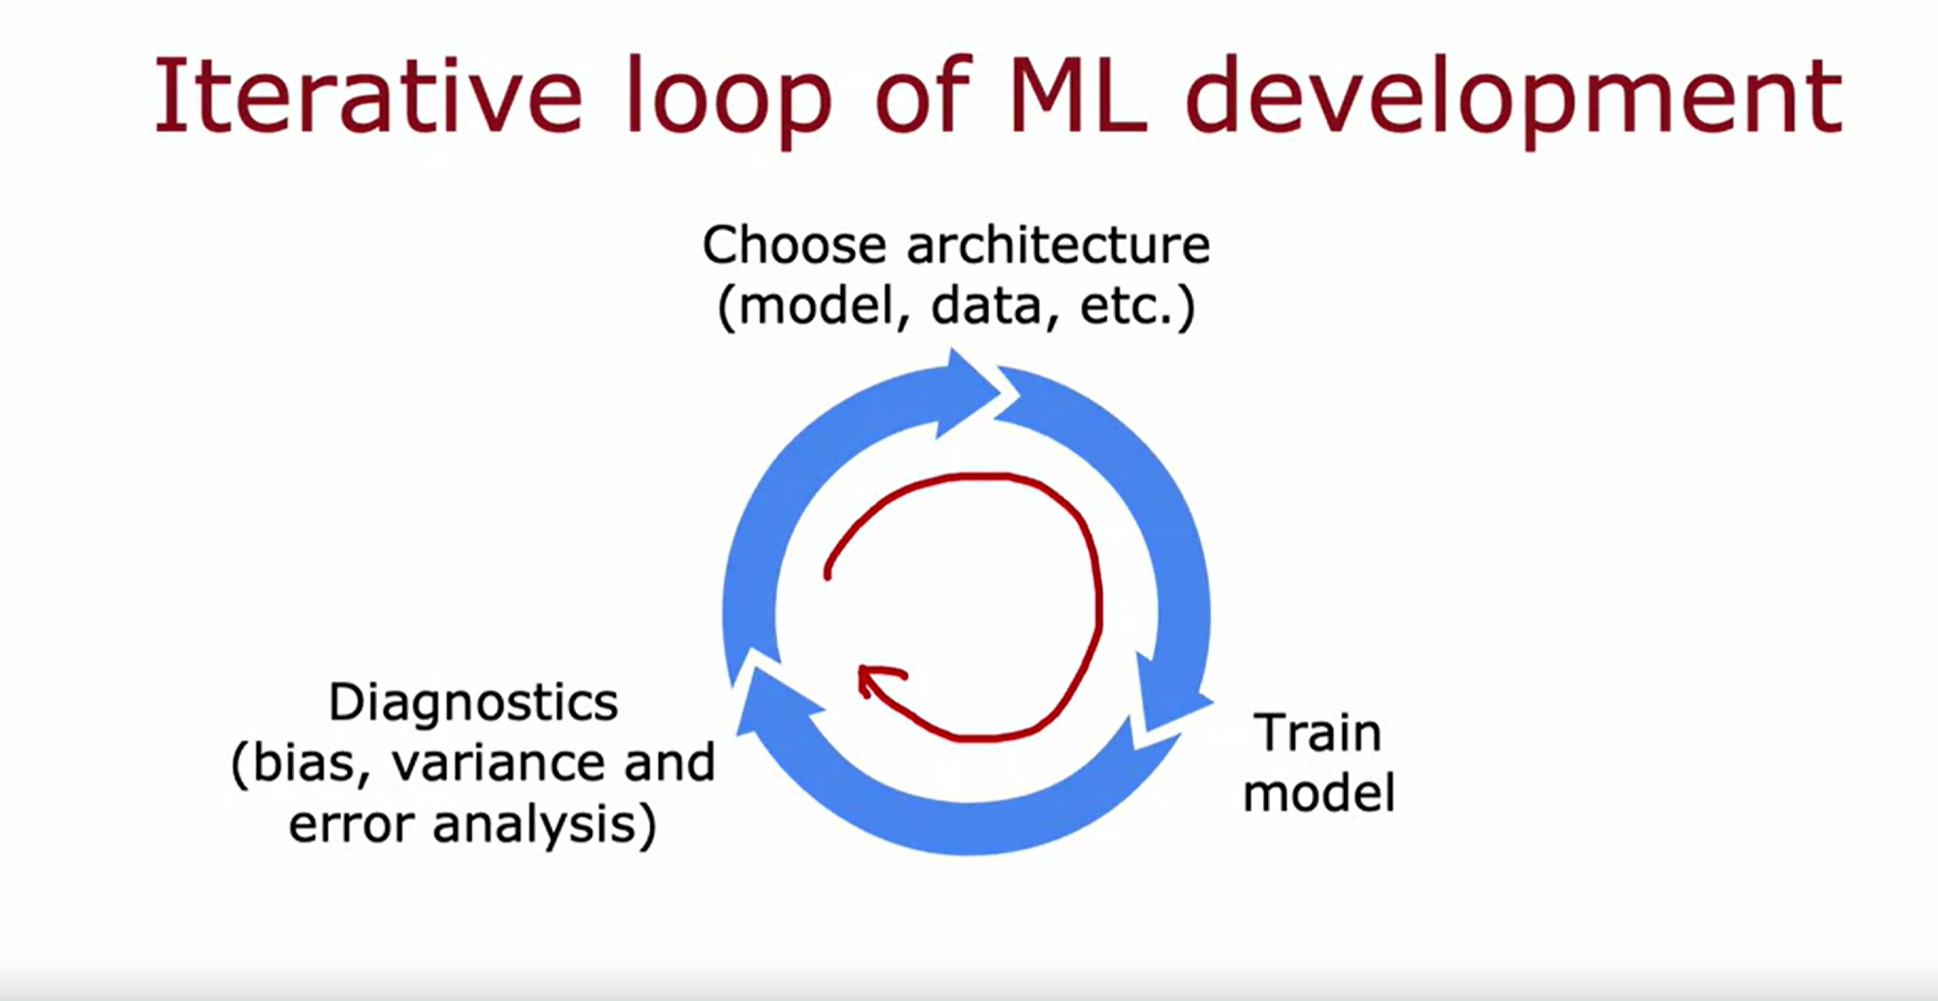 Iterative loop of ML development
Choose architecture
(model, data, etc.)
Train
model
Diagnostics
(bias, variance and
error analysis)